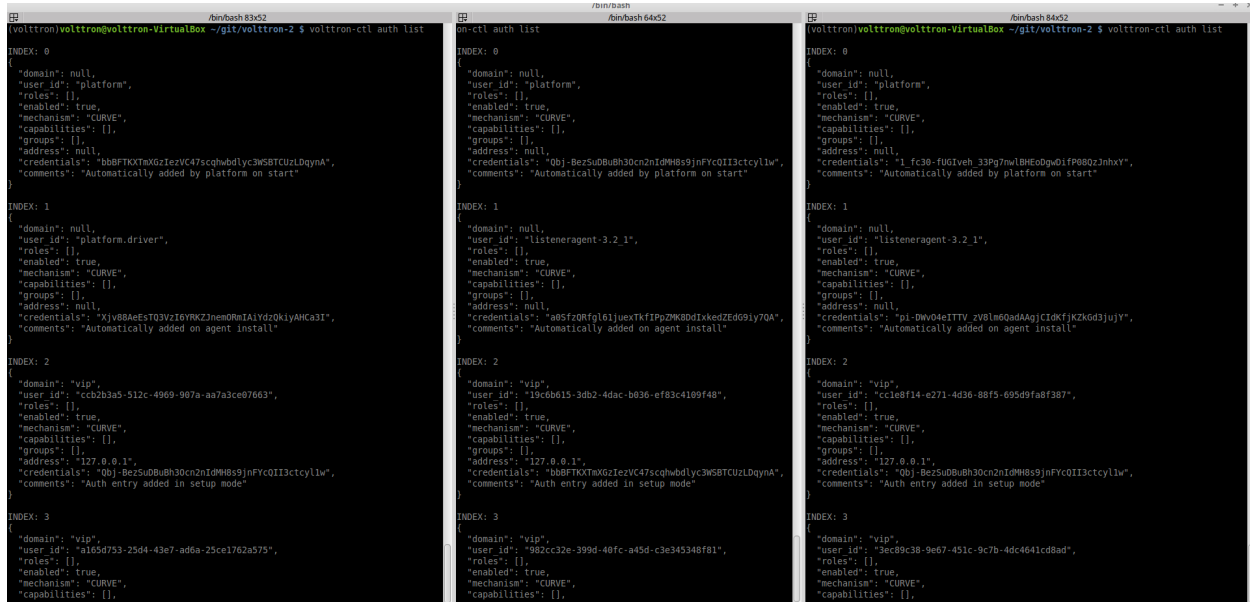 /bin/bash
/bin/bash 83x52
(volttron)volttron@volttron-VirtualBox ~/git/volttron-2 $ volttron-ctl auth list
INDEX: 0
{
"domain": null,
"user_id": "platform",
"roles": [],
"enabled": true,
"mechanism": "CURVE",
"capabilities": [],
"groups": [],
"address": null,
"credentials": "bbBFTKXTmXGzIezVC47scqhwbdlyc3WSBTCUzLDqynA",
"comments": "Automatically added by platform on start"
}
INDEX: 1
{
"domain": null,
"user_id": "platform.driver",
"roles": [],
"enabled": true,
"mechanism": "CURVE",
"capabilities": [],
"groups": [],
"address": null,
"credentials": "Xjv88AeEsTQ3VzI6YRKZJnemORmIAiYdzQkiyAHCa3I",
"comments": "Automatically added on agent install"
}
INDEX: 2
{
"domain": "vip",
"user_id": "ccb2b3a5-512c-4969-907a-aa7a3ce07663",
"roles": [],
"enabled": true,
"mechanism": "CURVE",
"capabilities": [],
"groups": [],
"address": "127.0.0.1",
"credentials": "Qbj-BezSuDBuBh3Ocn2nIdMH8s9jnFYcQII3ctcyl1w",
"comments": "Auth entry added in setup mode"
}
INDEX: 3
{
"domain": "vip",
"user_id": "a165d753-25d4-43e7-ad6a-25ce1762a575",
"roles": [],
"enabled": true,
"mechanism": "CURVE",
"capabilities": [],
/bin/bash 64x52
on-ctl auth list
INDEX: 0
{
"domain": null,
"user_id": "platform",
"roles": [],
"enabled": true,
"mechanism": "CURVE",
"capabilities": [],
"groups": [],
"address": null,
"credentials": "Qbj-BezSuDBuBh3Ocn2nIdMH8s9jnFYcQII3ctcyl1w",
"comments": "Automatically added by platform on start"
}
INDEX: 1
{
"domain": null,
"user_id": "listeneragent-3.2_1",
"roles": [],
"enabled": true,
"mechanism": "CURVE",
"capabilities": [],
"groups": [],
"address": null,
"credentials": "a0SfzQRfgl61juexTkfIPpZMK8DdIxkedZEdG9iy7QA",
"comments": "Automatically added on agent install"
}
INDEX: 2
{
"domain": "vip",
"user_id": "19c6b615-3db2-4dac-b036-ef83c4109f48",
"roles": [],
"enabled": true,
"mechanism": "CURVE",
"capabilities": [],
"groups": [],
"address": "127.0.0.1",
"credentials": "bbBFTKXTmXGzIezVC47scqhwbdlyc3WSBTCUzLDqynA",
"comments": "Auth entry added in setup mode"
}
INDEX: 3
{
"domain": "vip",
"user_id": "982cc32e-399d-40fc-a45d-c3e345348f81",
"roles": [],
"enabled": true,
"mechanism": "CURVE",
"capabilities": [],
/bin/bash 84x52
(volttron)volttron@volttron-VirtualBox ~/git/volttron-2 $ volttron-ctl auth list
INDEX: 0
{
"domain": null,
"user_id": "platform",
"roles": [],
"enabled": true,
"mechanism": "CURVE",
"capabilities": [],
"groups": [],
"address": null,
"credentials": "1_fc30-fUGIveh_33Pg7nwlBHEoDgwDifP08QzJnhxY",
"comments": "Automatically added by platform on start"
}
INDEX: 1
{
"domain": null,
"user_id": "listeneragent-3.2_1",
"roles": [],
"enabled": true,
"mechanism": "CURVE",
"capabilities": [],
"groups": [],
"address": null,
"credentials": "pi-DWvO4eITTV_zV8lm6QadAAgjCIdKfjKZkGd3jujY",
"comments": "Automatically added on agent install"
}
INDEX: 2
{
"domain": "vip",
"user_id": "cc1e8f14-e271-4d36-88f5-695d9fa8f387",
"roles": [],
"enabled": true,
"mechanism": "CURVE",
"capabilities": [],
"groups": [],
"address": "127.0.0.1",
"credentials": "Qbj-BezSuDBuBh3Ocn2nIdMH8s9jnFYcQII3ctcyl1w",
"comments": "Auth entry added in setup mode"
}
INDEX: 3
{
"domain": "vip",
"user_id": "3ec89c38-9e67-451c-9c7b-4dc4641cd8ad",
"roles": [],
"enabled": true,
"mechanism": "CURVE",
"capabilities": [],